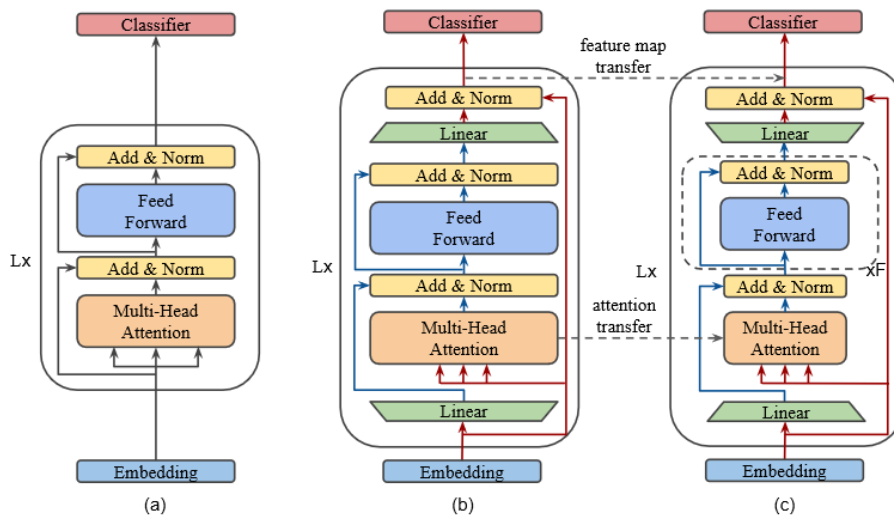 Classifier
Add & Norm
Feed
Forward
Lx
Add & Norm
Multi-Head
Attention
Embedding
(a)
Classifier
feature map
transfer
Add & Norm
Linear
Add & Norm
Feed
Forward
Lx
Add & Norm
attention
transfer
Multi-Head
Attention
Linear
Embedding
(b)
Classifier
Add & Norm
Linear
Add & Norm
Feed
Forward
Lx
xF
Add & Norm
Multi-Head
Attention
Linear
Embedding
(c)